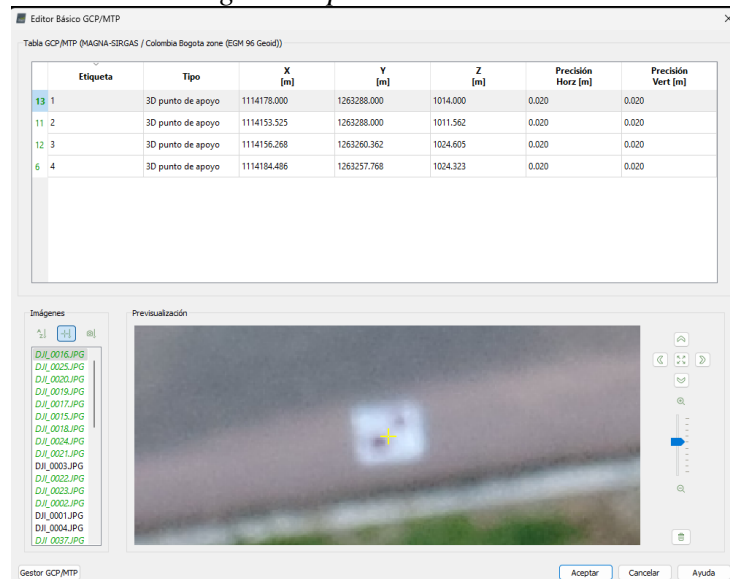 Editor Básico GCP/MTP
Tabla GCP/MTP (MAGNA-SIRGAS / Colombia Bogota zone (EGM 96 Geoid))
Etiqueta Tipo X [m] Y [m] Z [m] Precisión Horz [m] Precisión Vert [m]
13 1 3D punto de apoyo 1114178.000 1263288.000 1014.000 0.020 0.020
11 2 3D punto de apoyo 1114153.525 1263288.000 1011.562 0.020 0.020
12 3 3D punto de apoyo 1114156.268 1263260.362 1024.605 0.020 0.020
6 4 3D punto de apoyo 1114184.486 1263257.768 1024.323 0.020 0.020
Imágenes
Previsualización
DJI_0016.JPG
DJI_0025.JPG
DJI_0020.JPG
DJI_0019.JPG
DJI_0017.JPG
DJI_0015.JPG
DJI_0018.JPG
DJI_0024.JPG
DJI_0021.JPG
DJI_0003.JPG
DJI_0022.JPG
DJI_0023.JPG
DJI_0002.JPG
DJI_0001.JPG
DJI_0004.JPG
DJI_0037.JPG
Gestor GCP/MTP
Aceptar Cancelar Ayuda